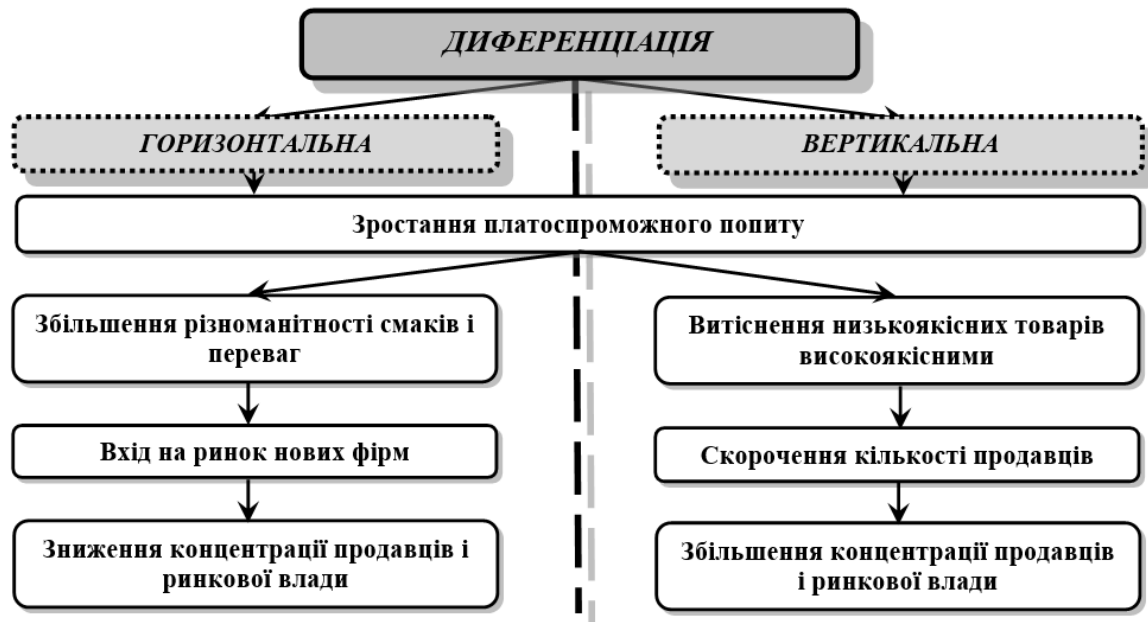 ДИФЕРЕНЦІАЦІЯ
ГОРИЗОНТАЛЬНА
ВЕРТИКАЛЬНА
Зростання платоспроможного попиту
Збільшення різноманітності смаків і
переваг
Витіснення низькоякісних товарів
високоякісними
Вхід на ринок нових фірм
Скорочення кількості продавців
Зниження концентрації продавців і
ринкової влади
Збільшення концентрації продавців
і ринкової влади